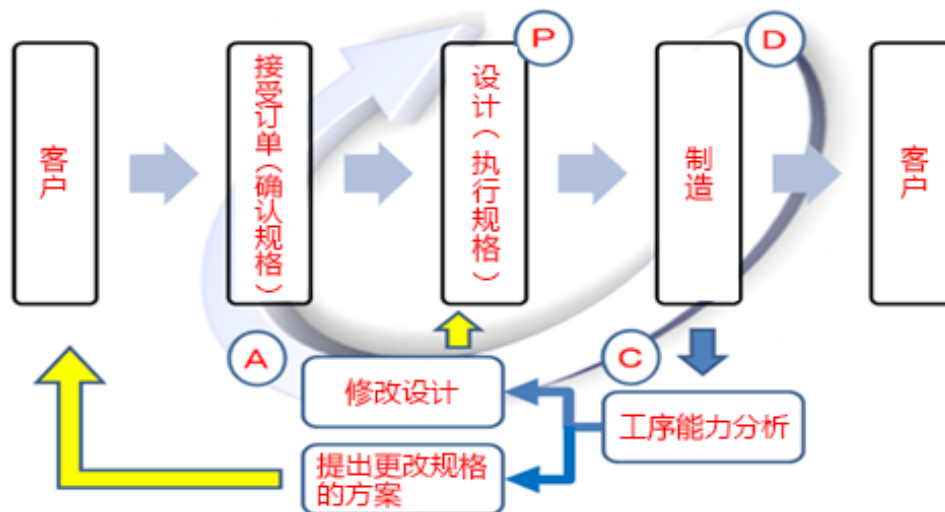 P
D
客户
接受订单(确认规格)
设计(执行规格)
制造
客户
A
C
修改设计
工序能力分析
提出更改规格
的方案